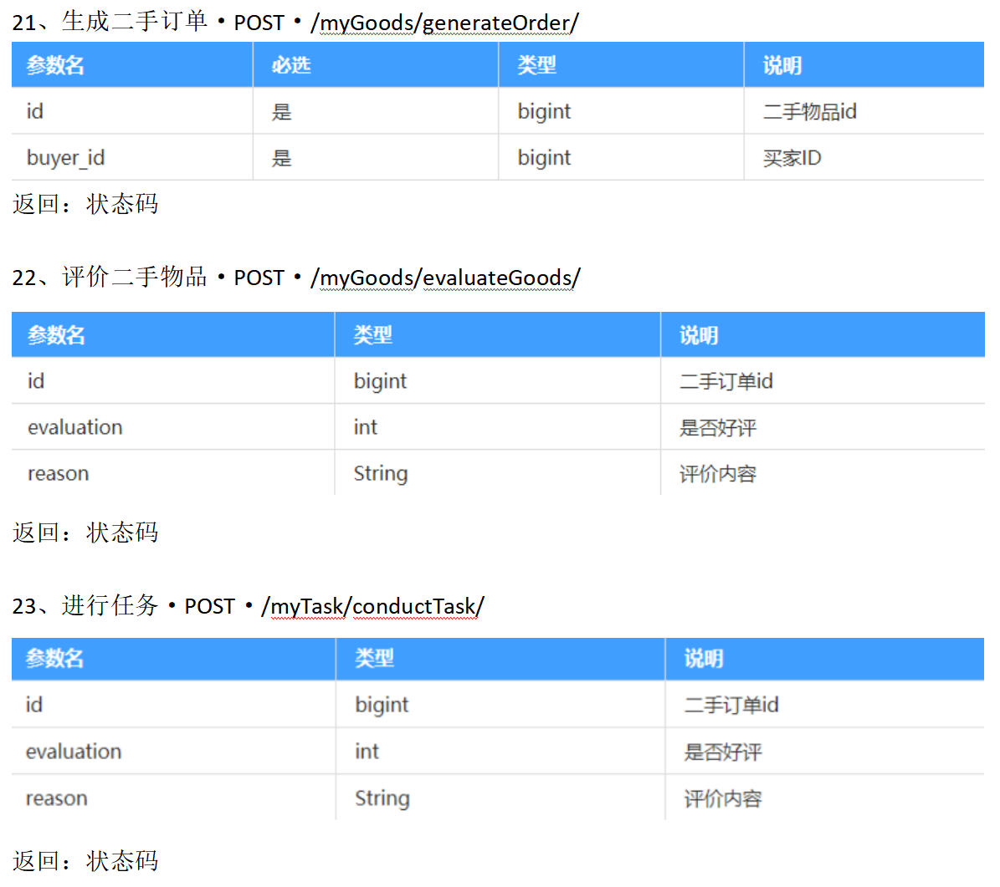 21、生成二手订单·POST·/myGoods/generateOrder/
参数名 必选 类型 说明
id 是 bigint 二手物品id
buyer_id 是 bigint 买家ID
返回：状态码
22、评价二手物品·POST·/myGoods/evaluateGoods/
参数名 类型 说明
id bigint 二手订单id
evaluation int 是否好评
reason String 评价内容
返回：状态码
23、进行任务·POST·/myTask/conductTask/
参数名 类型 说明
id bigint 二手订单id
evaluation int 是否好评
reason String 评价内容
返回：状态码